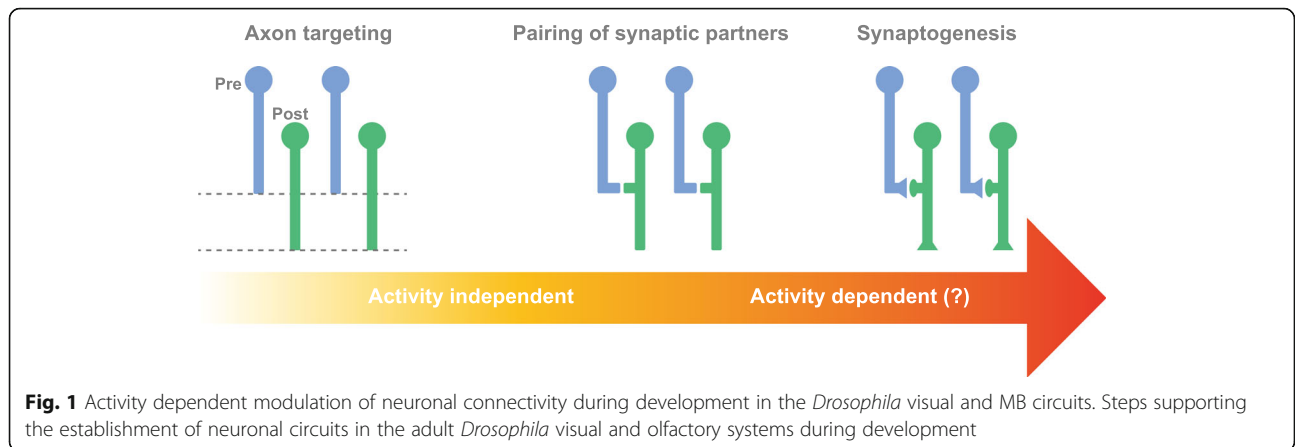 Axon targeting
Pairing of synaptic partners
Synaptogenesis
Pre
Post
Activity independent
Activity dependent (?)
Fig. 1 Activity dependent modulation of neuronal connectivity during development in the Drosophila visual and MB circuits. Steps supporting
the establishment of neuronal circuits in the adult Drosophila visual and olfactory systems during development